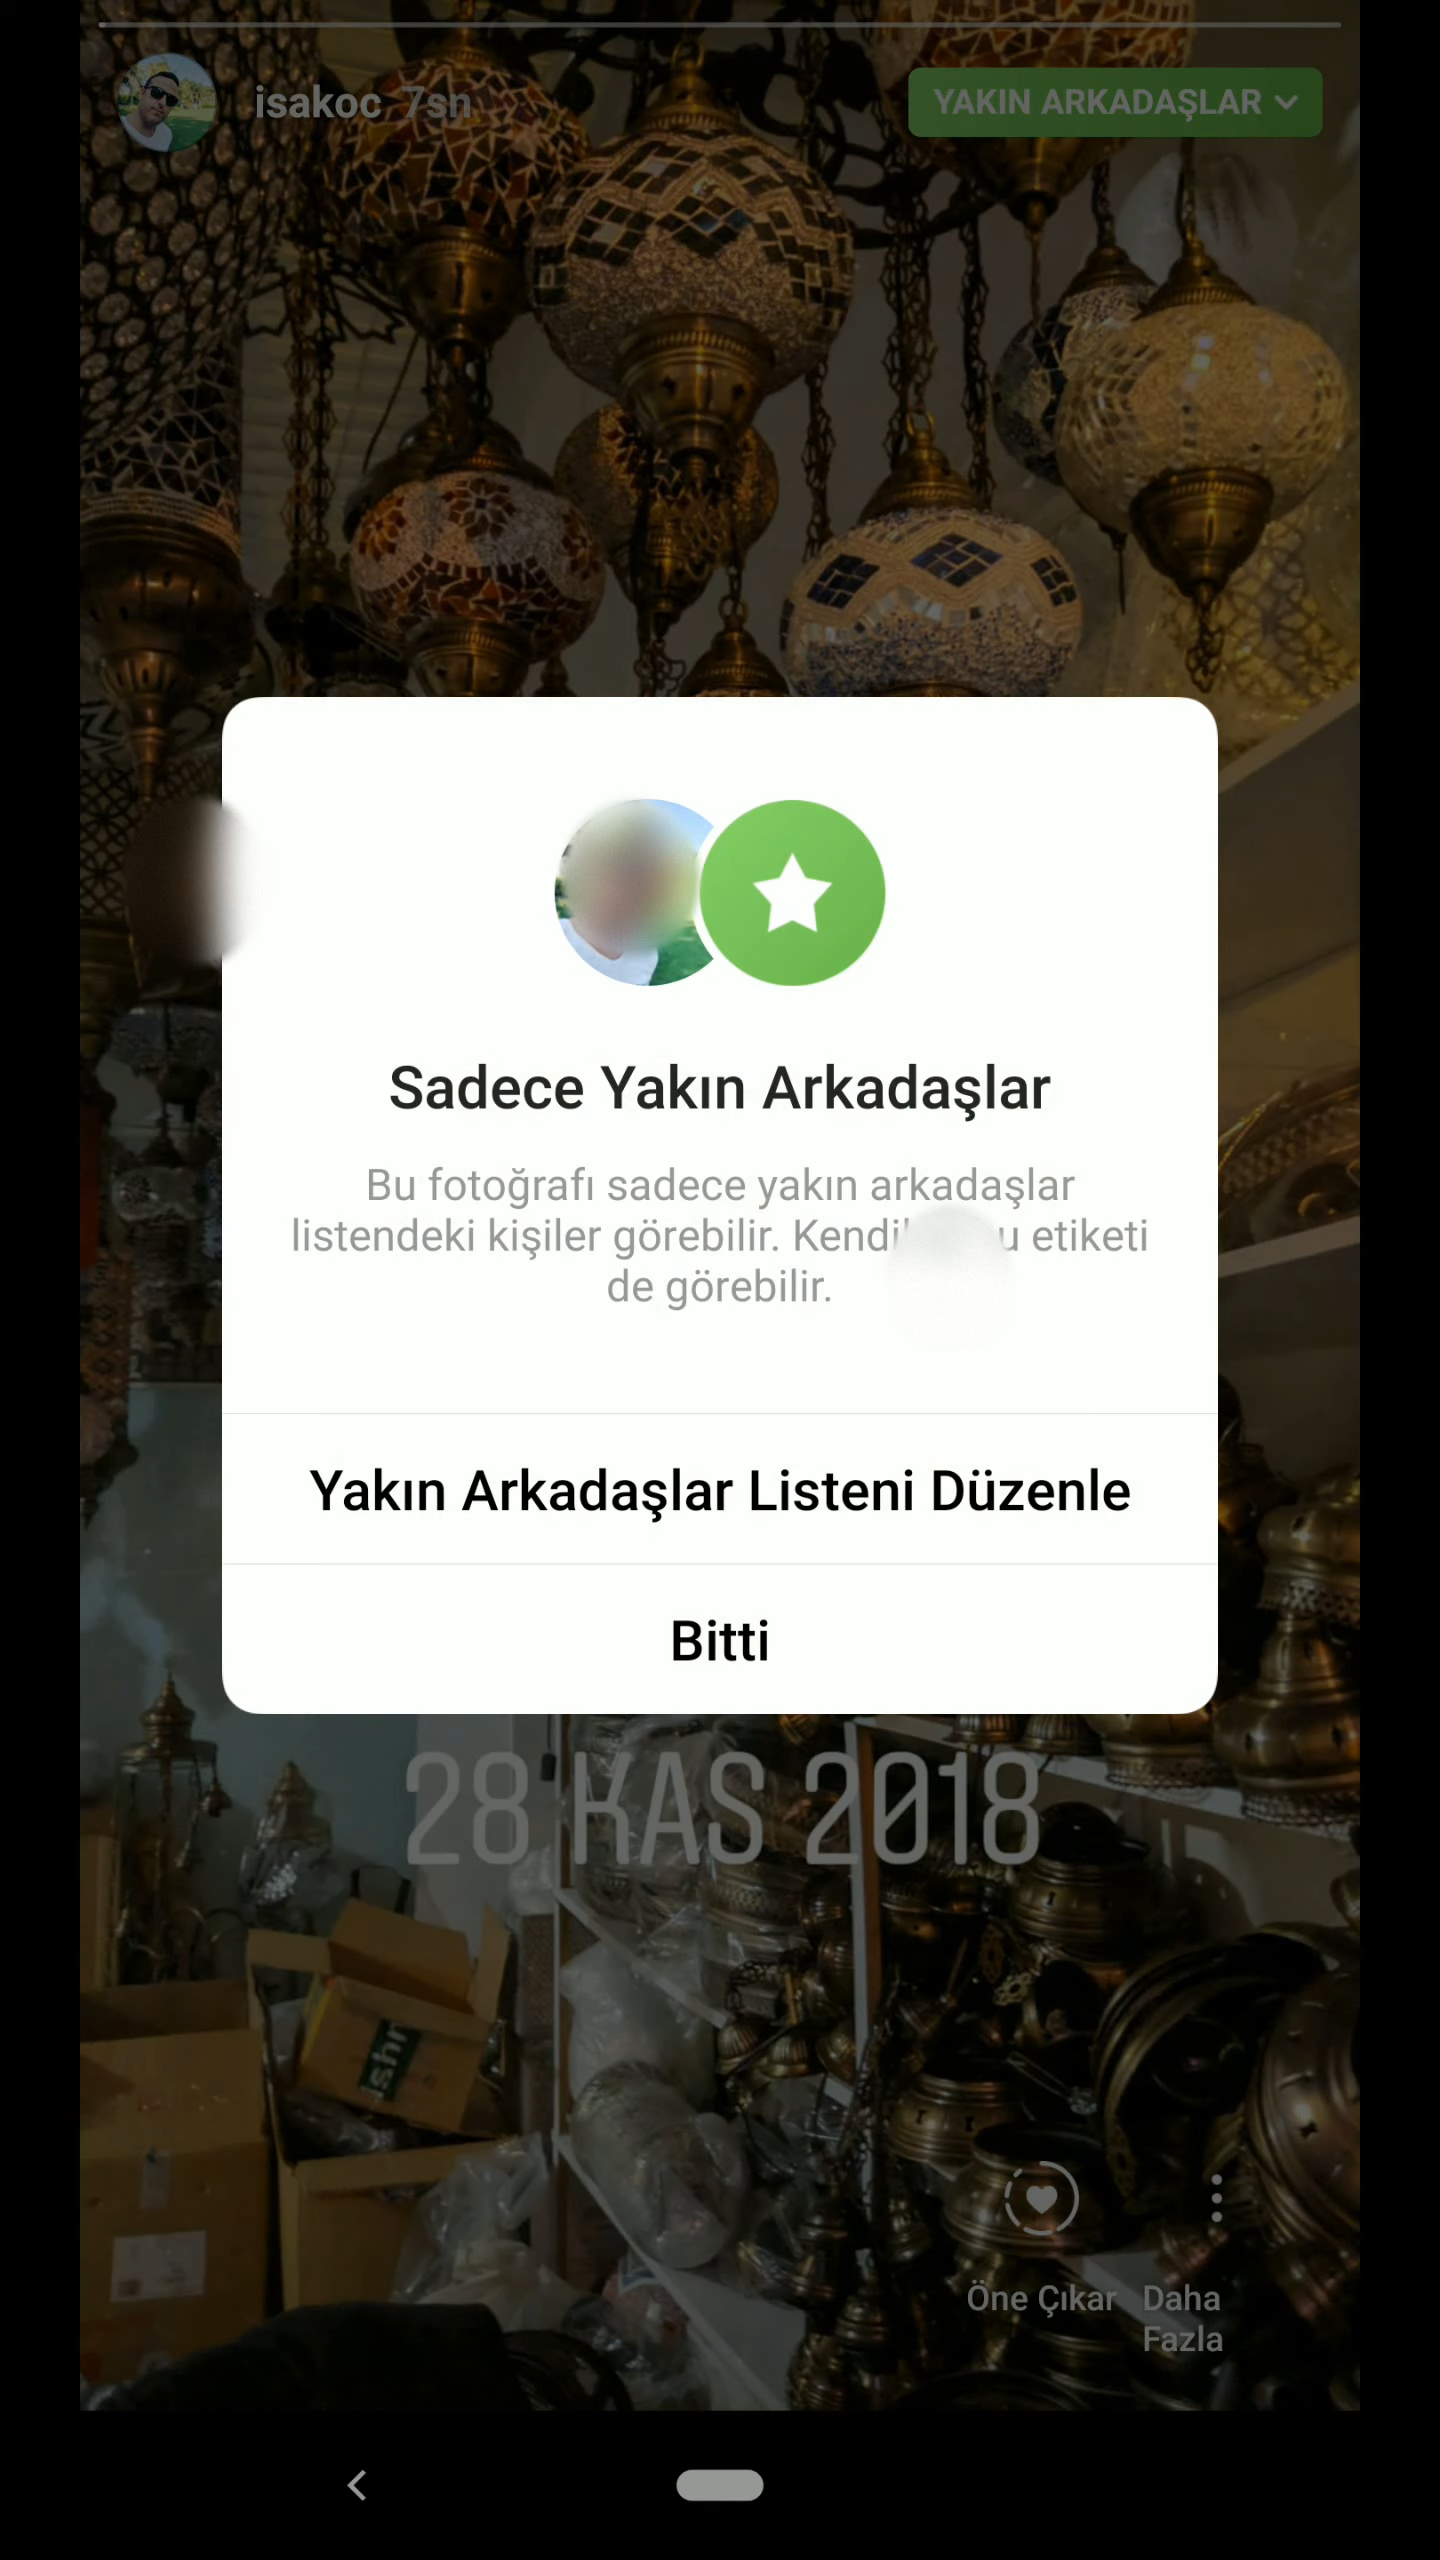 isakoc 7sn
YAKIN ARKADAŞLAR
Sadece Yakın Arkadaşlar
Bu fotoğrafı sadece yakın arkadaşlar
listendeki kişiler görebilir. etiketi
de görebilir.
Yakın Arkadaşlar Listeni Düzenle
Bitti
28 KAS 2018
Öne Çıkar
Daha
Fazla